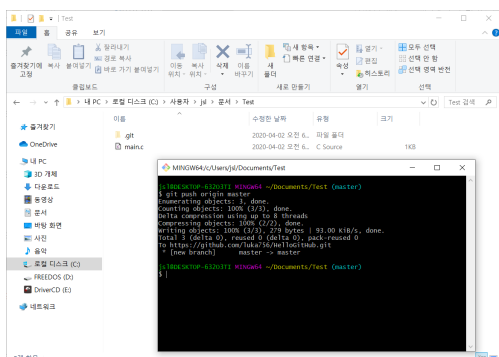 Test
파일 홈 공유 보기
즐겨찾기에 고정
복사
붙여넣기
잘라내기
경로 복사
바로 가기 붙여넣기
이동 위치
복사 위치
삭제
이름 바꾸기
새 폴더
새 항목
빠른 연결
속성
열기
편집
히스토리
모두 선택
선택 안 함
선택 영역 반전
클립보드 구성 새로 만들기 열기 선택
내 PC > 로컬 디스크 (C:) > 사용자 > jsl > 문서 > Test
Test 검색
이름 수정한 날짜 유형 크기
.git 2020-04-02 오전 6... 파일 폴더
main.c 2020-04-02 오전 6... C Source 1KB
즐겨찾기
OneDrive
내 PC
3D 개체
다운로드
동영상
문서
바탕 화면
사진
음악
로컬 디스크 (C:)
FREEDOS (D:)
DriverCD (E:)
네트워크
MINGW64:/c/Users/jsl/Documents/Test
jsl@DESKTOP-632O3TI MINGW64 ~/Documents/Test (master)
$ git push origin master
Enumerating objects: 3, done.
Counting objects: 100% (3/3), done.
Delta compression using up to 8 threads
Compressing objects: 100% (2/2), done.
Writing objects: 100% (3/3), 279 bytes | 93.00 KiB/s, done.
Total 3 (delta 0), reused 0 (delta 0), pack-reused 0
To https://github.com/luka756/HelloGitHub.git
* [new branch] master -> master
jsl@DESKTOP-632O3TI MINGW64 ~/Documents/Test (master)
$